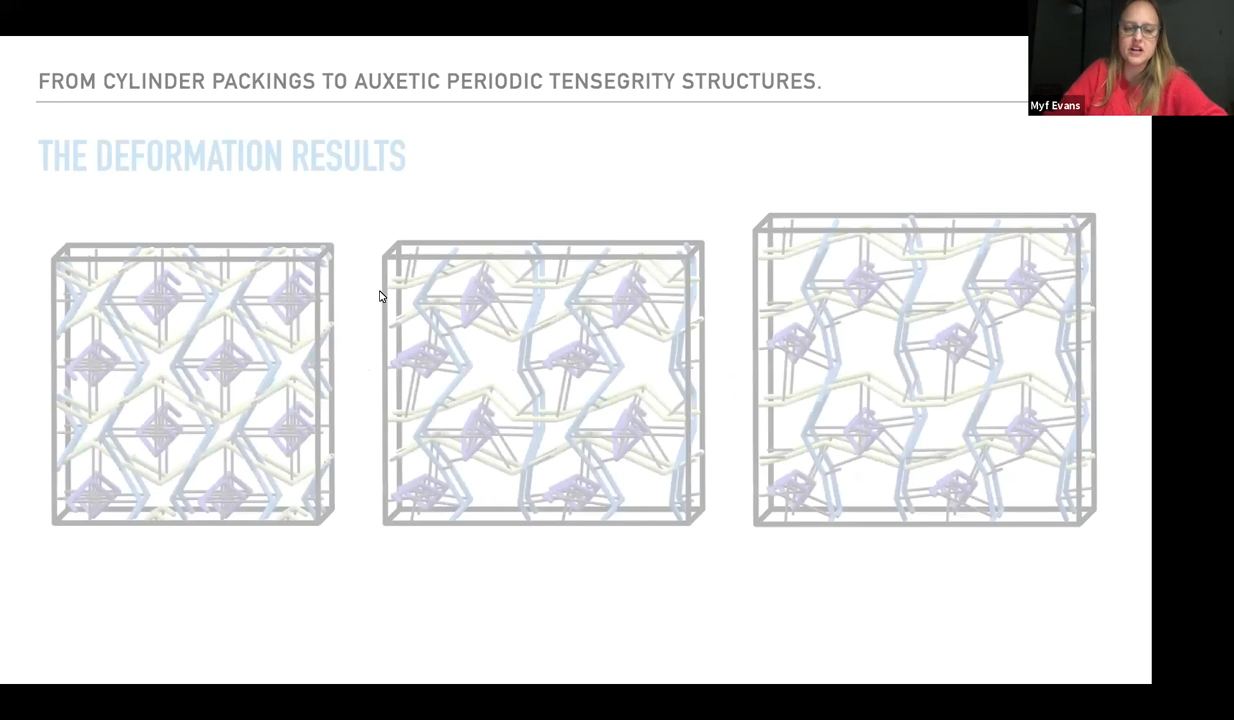 FROM CYLINDER PACKINGS TO AUXETIC PERIODIC TENSEGRITY STRUCTURES.
Myf Evans
THE DEFORMATION RESULTS